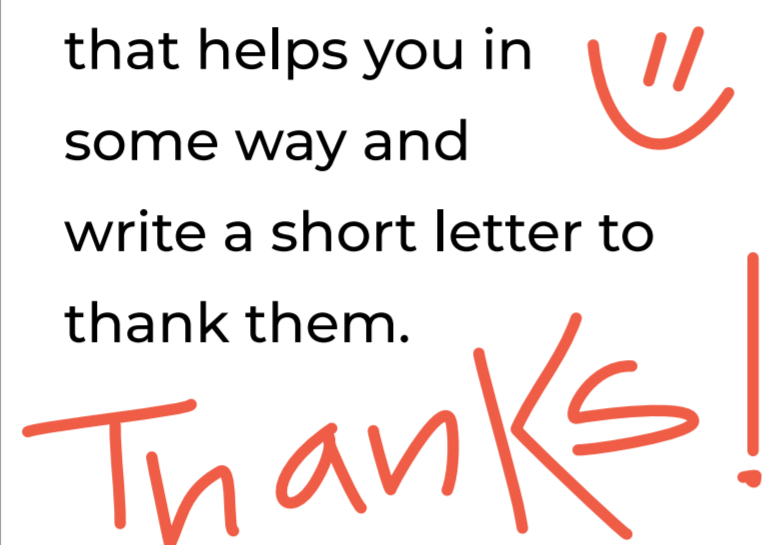 that helps you in
some way and
write a short letter to
thank them.
Thanks!